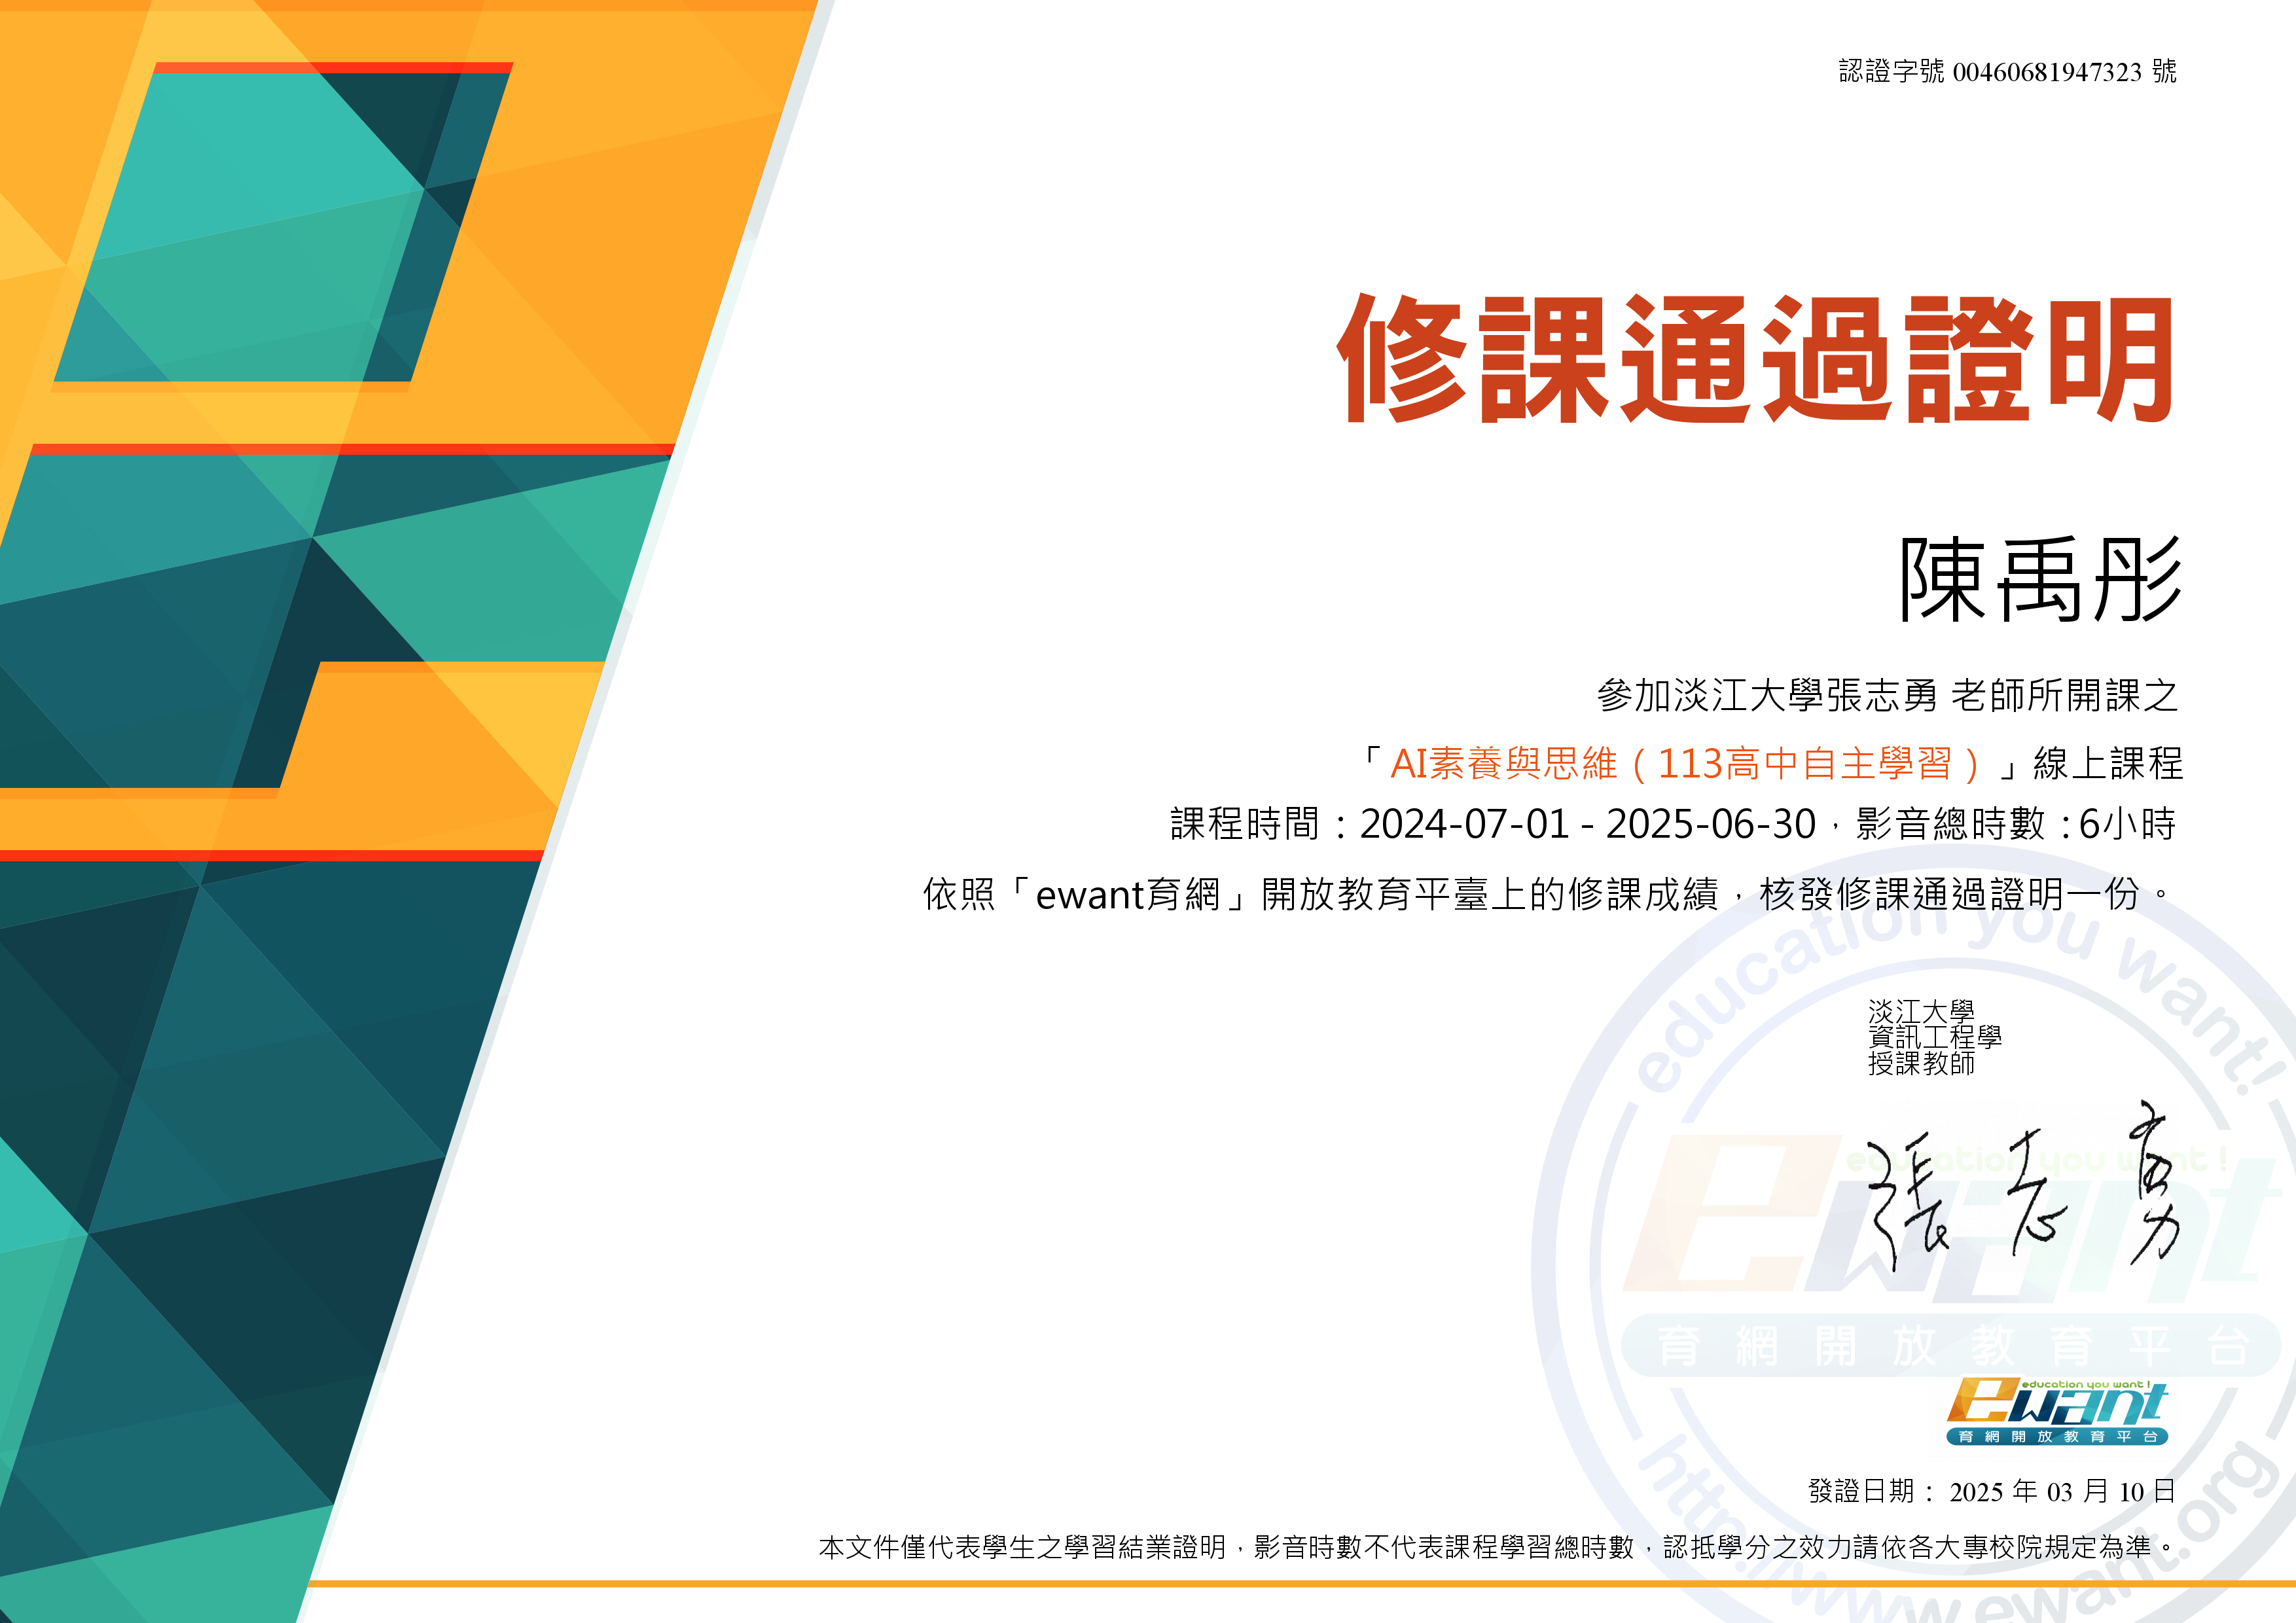 認證字號 00460681947323 號
修課通過證明
陳禹彤
參加淡江大學張志勇 老師所開課之
「AI素養與思維（113高中自主學習）」線上課程
課程時間：2024-07-01 - 2025-06-30，影音總時數：6小時
依照「ewant育網」開放教育平臺上的修課成績，核發修課通過證明一份。
education you want!
淡江大學
資訊工程學
授課教師
張志勇
education you want !
ewant
育網開放教育平台
education you want !
ewant
育網開放教育平台
發證日期： 2025 年 03 月 10 日
本文件僅代表學生之學習結業證明，影音時數不代表課程學習總時數，認抵學分之效力請依各大專校院規定為準。
http://www.ewant.org